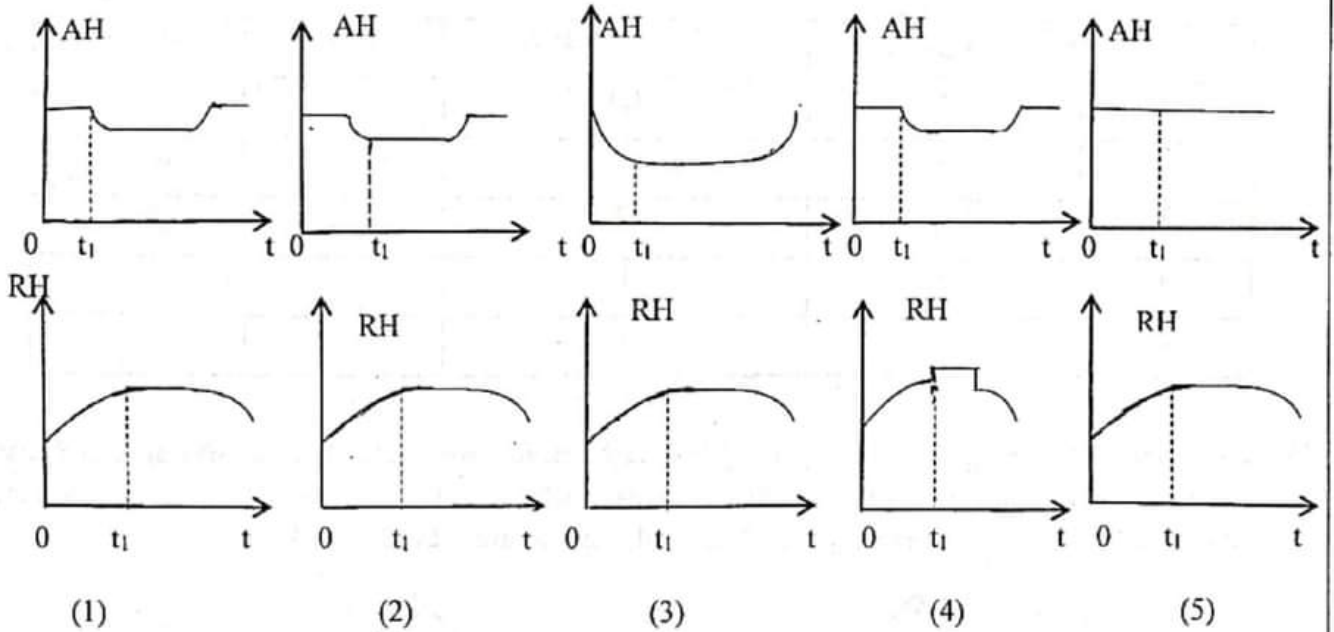 AH AH AH AH AH
0 t₁ t 0 t₁ t 0 t₁ t 0 t₁ t 0 t₁ t
RH RH RH RH RH
0 t₁ t 0 t₁ t 0 t₁ t 0 t₁ t 0 t₁ t
(1) (2) (3) (4) (5)